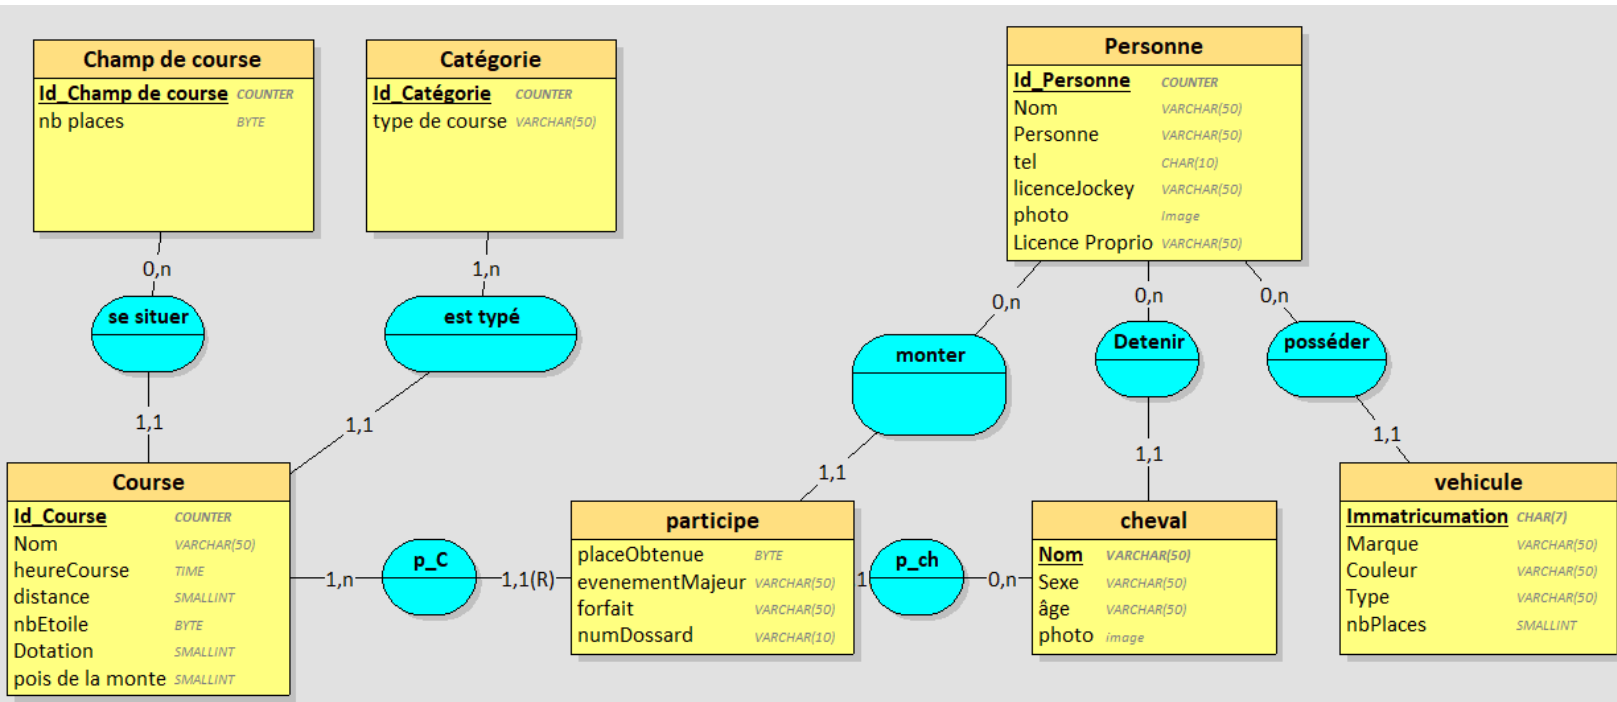 Champ de course
Id_Champ de course COUNTER
nb places BYTE
Catégorie
Id_Catégorie COUNTER
type de course VARCHAR(50)
Personne
Id_Personne COUNTER
Nom VARCHAR(50)
Personne VARCHAR(50)
tel CHAR(10)
licenceJockey VARCHAR(50)
photo Image
Licence Proprio VARCHAR(50)
0,n
1,n
0,n
0,n
0,n
se situer
est typé
monter
Detenir
posséder
1,1
1,1
1,1
1,1
1,1
Course
Id_Course COUNTER
Nom VARCHAR(50)
heureCourse TIME
distance SMALLINT
nbEtoile BYTE
Dotation SMALLINT
pois de la monte SMALLINT
1,n
p_C
1,1(R)
participe
placeObtenue BYTE
evenementMajeur VARCHAR(50)
forfait VARCHAR(50)
numDossard VARCHAR(10)
1
p_ch
0,n
cheval
Nom VARCHAR(50)
Sexe VARCHAR(50)
âge VARCHAR(50)
photo image
vehicule
Immatricumation CHAR(7)
Marque VARCHAR(50)
Couleur VARCHAR(50)
Type VARCHAR(50)
nbPlaces SMALLINT